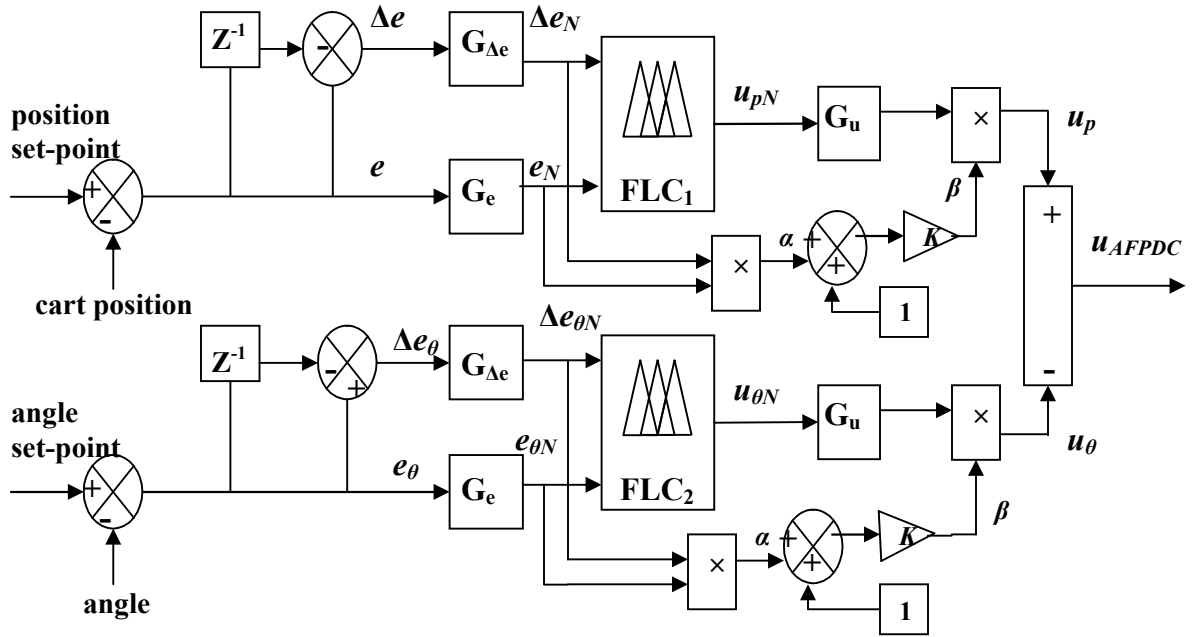 Z⁻¹
-
Δe
G_Δe
Δe_N
position
set-point
+
-
cart position
e
G_e
e_N
FLC₁
u_pN
G_u
×
u_p
β
×
α
+
+
K
1
+
-
u_AFPDC
Z⁻¹
-
+
Δe_θ
G_Δe
Δe_θN
angle
set-point
+
-
angle
e_θ
G_e
e_θN
FLC₂
u_θN
G_u
×
u_θ
β
×
α
+
+
K
1